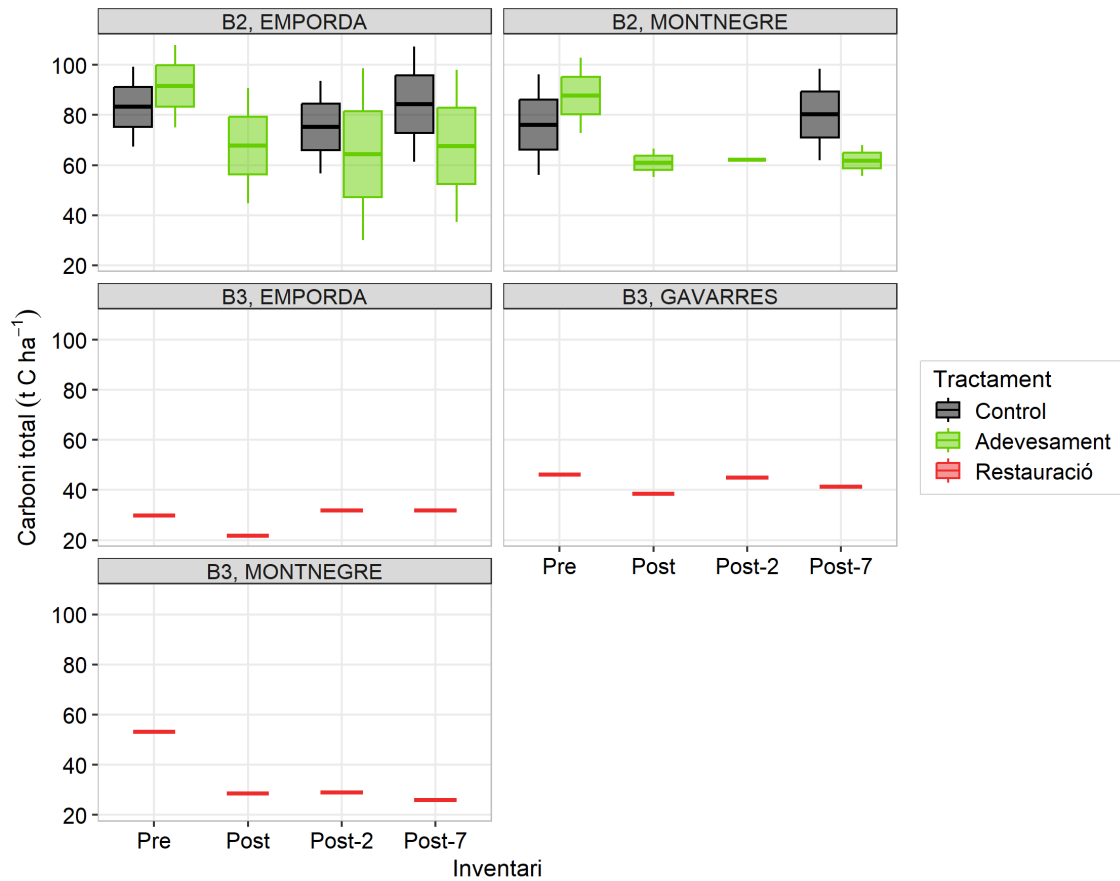 B2, EMPORDA
B2, MONTNEGRE
100
80
60
40
20
B3, EMPORDA
B3, GAVARRES
100
80
60
40
20
Pre
Post
Post-2
Post-7
B3, MONTNEGRE
100
80
60
40
20
Pre
Post
Post-2
Post-7
Inventari
Carboni total (t C ha⁻¹)
Tractament
Control
Adevesament
Restauració